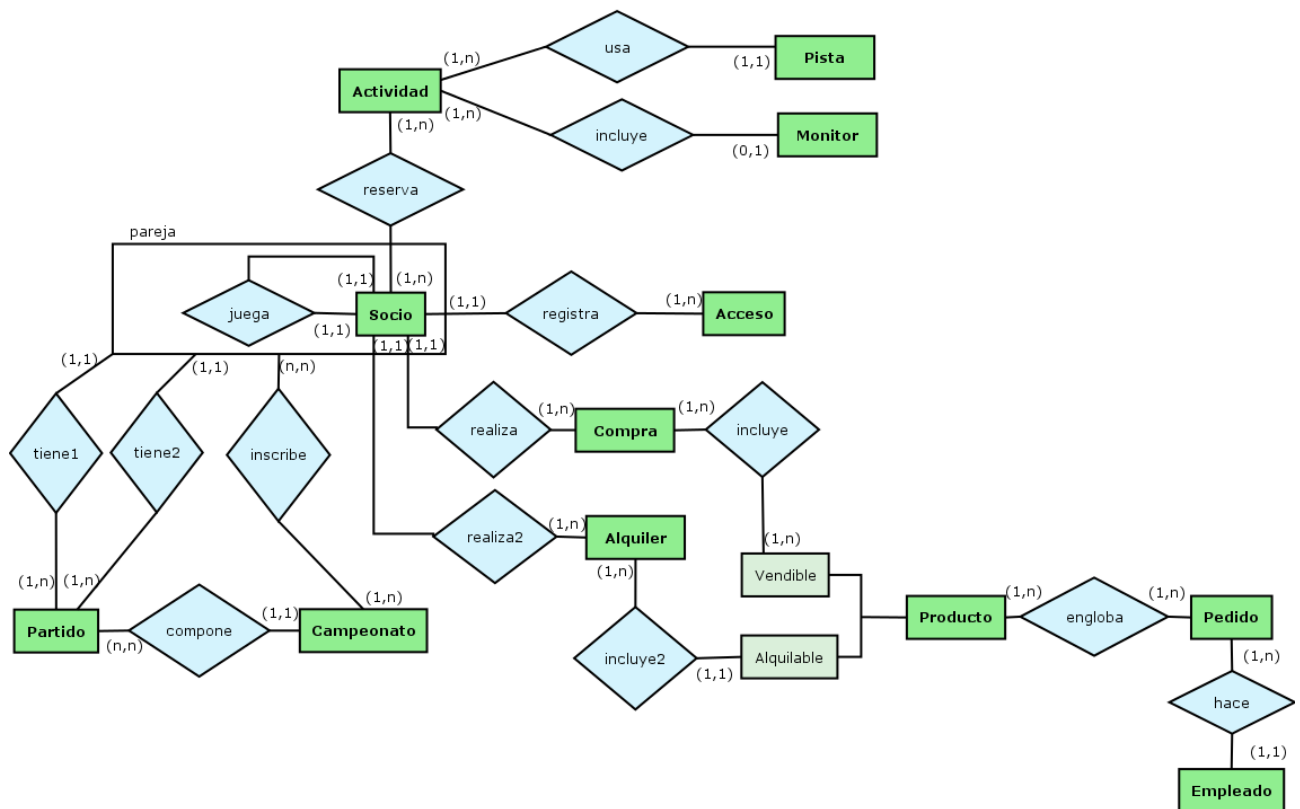 usa
(1,n)
(1,1)
Pista
Actividad
(1,n)
(1,n)
incluye
Monitor
(0,1)
reserva
pareja
(1,1)
(1,n)
juega
Socio
(1,1)
(1,1)
registra
(1,n)
Acceso
(1,1)
(1,1)
(1,1)
(1,1)
(n,n)
tiene1
tiene2
inscribe
realiza
(1,n)
Compra
(1,n)
incluye
realiza2
(1,n)
Alquiler
(1,n)
(1,n)
Vendible
(1,n)
(1,n)
(1,n)
Partido
(n,n)
compone
(1,1)
Campeonato
incluye2
(1,1)
Alquilable
Producto
(1,n)
engloba
(1,n)
Pedido
(1,n)
hace
(1,1)
Empleado